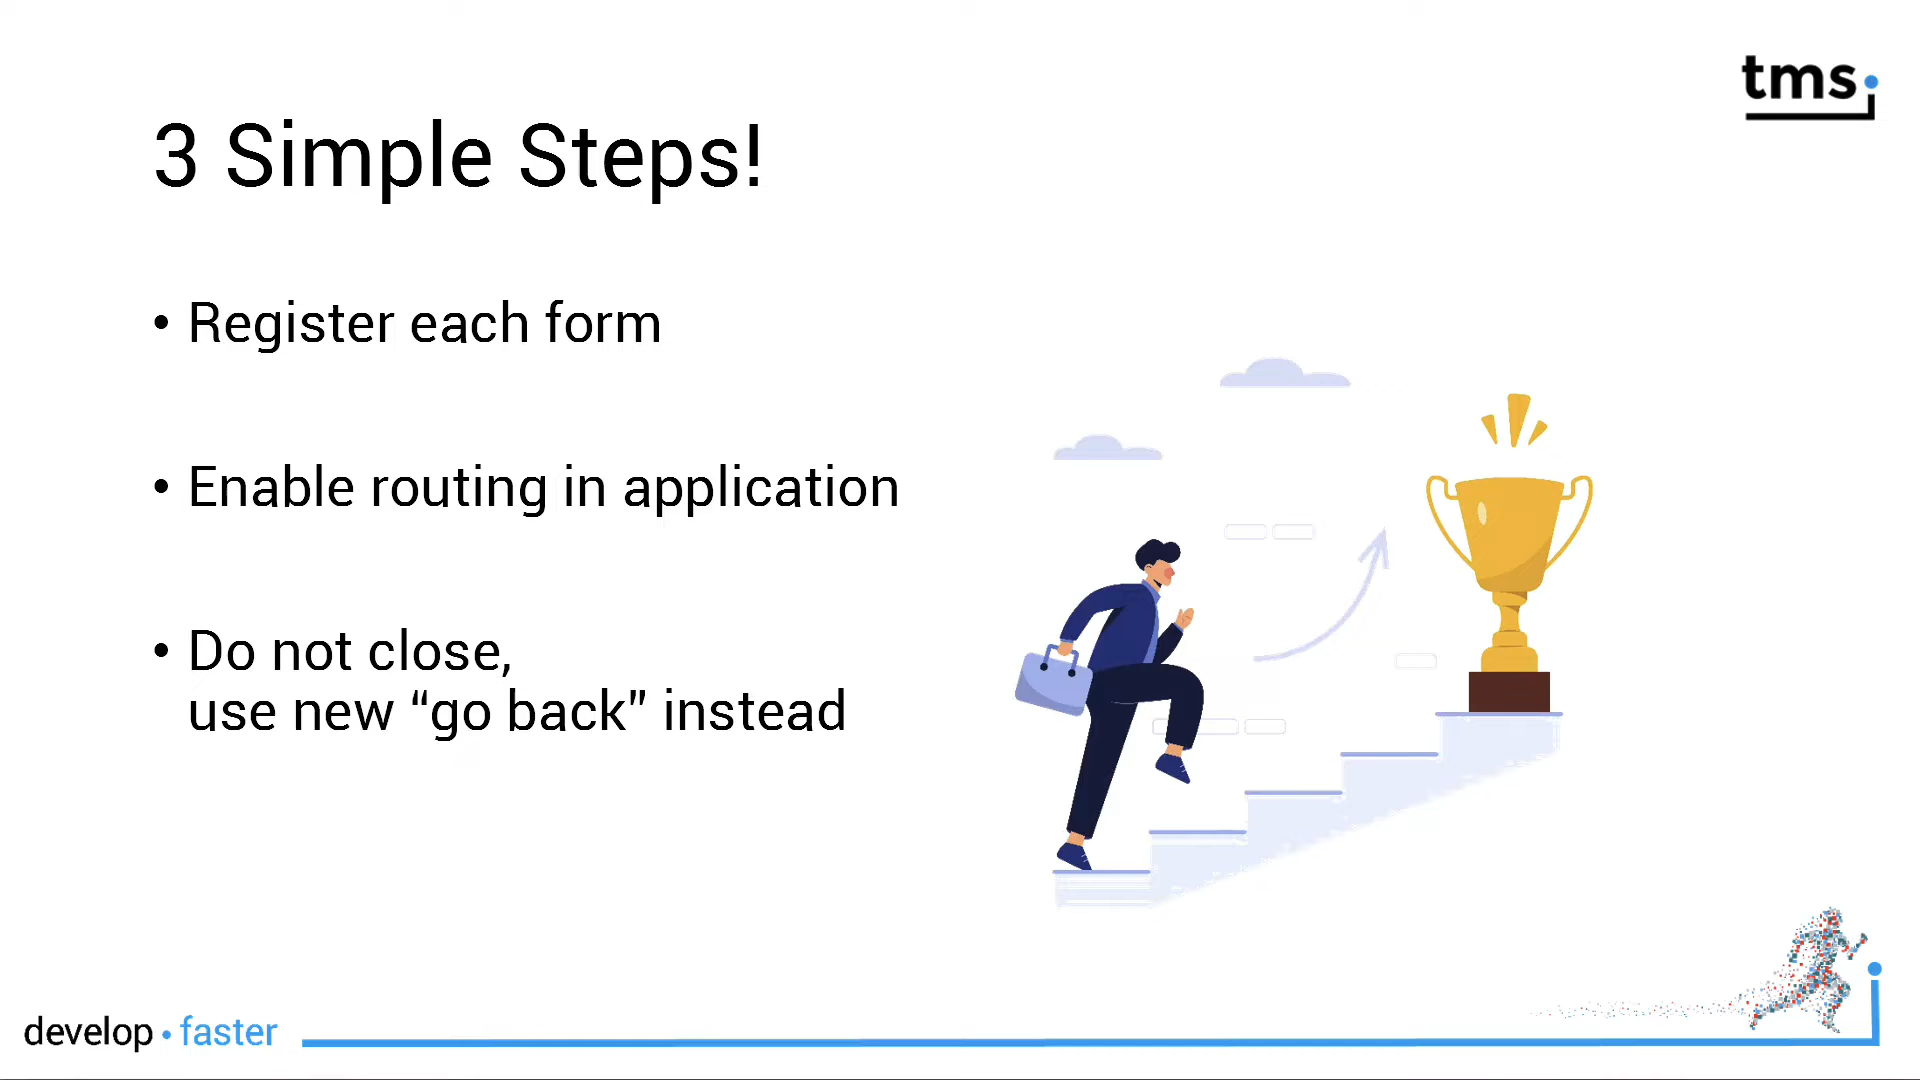 tms
3 Simple Steps!
• Register each form
• Enable routing in application
• Do not close,
use new “go back” instead
develop • faster